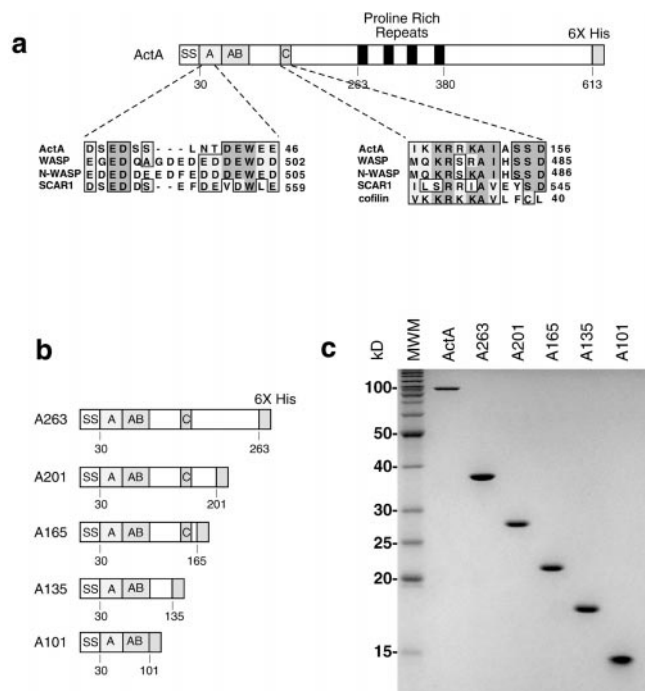 a
Proline Rich
Repeats
6X His
ActA SS A AB C
30 263 380 613
ActA D S E D S S - - - L N T D E W E E 46
WASP E G E D Q A G D E D E D D E W D D 502
N-WASP E D E D D E E D F E D D D E W E D 505
SCAR1 D S E D D S - - E F D E V D W L E 559
ActA I K K R R K A I A S S D 156
WASP M Q K R S R A I H S S D 485
N-WASP M Q K R S R A I H S S D 486
SCAR1 I L S R R I A V E Y S D 545
cofilin V K K R K K A V L F C L 40
b
6X His
A263 SS A AB C
30 263
A201 SS A AB C
30 201
A165 SS A AB C
30 165
A135 SS A AB
30 135
A101 SS A AB
30 101
c
kD MWM ActA A263 A201 A165 A135 A101
100-
50-
40-
30-
25-
20-
15-